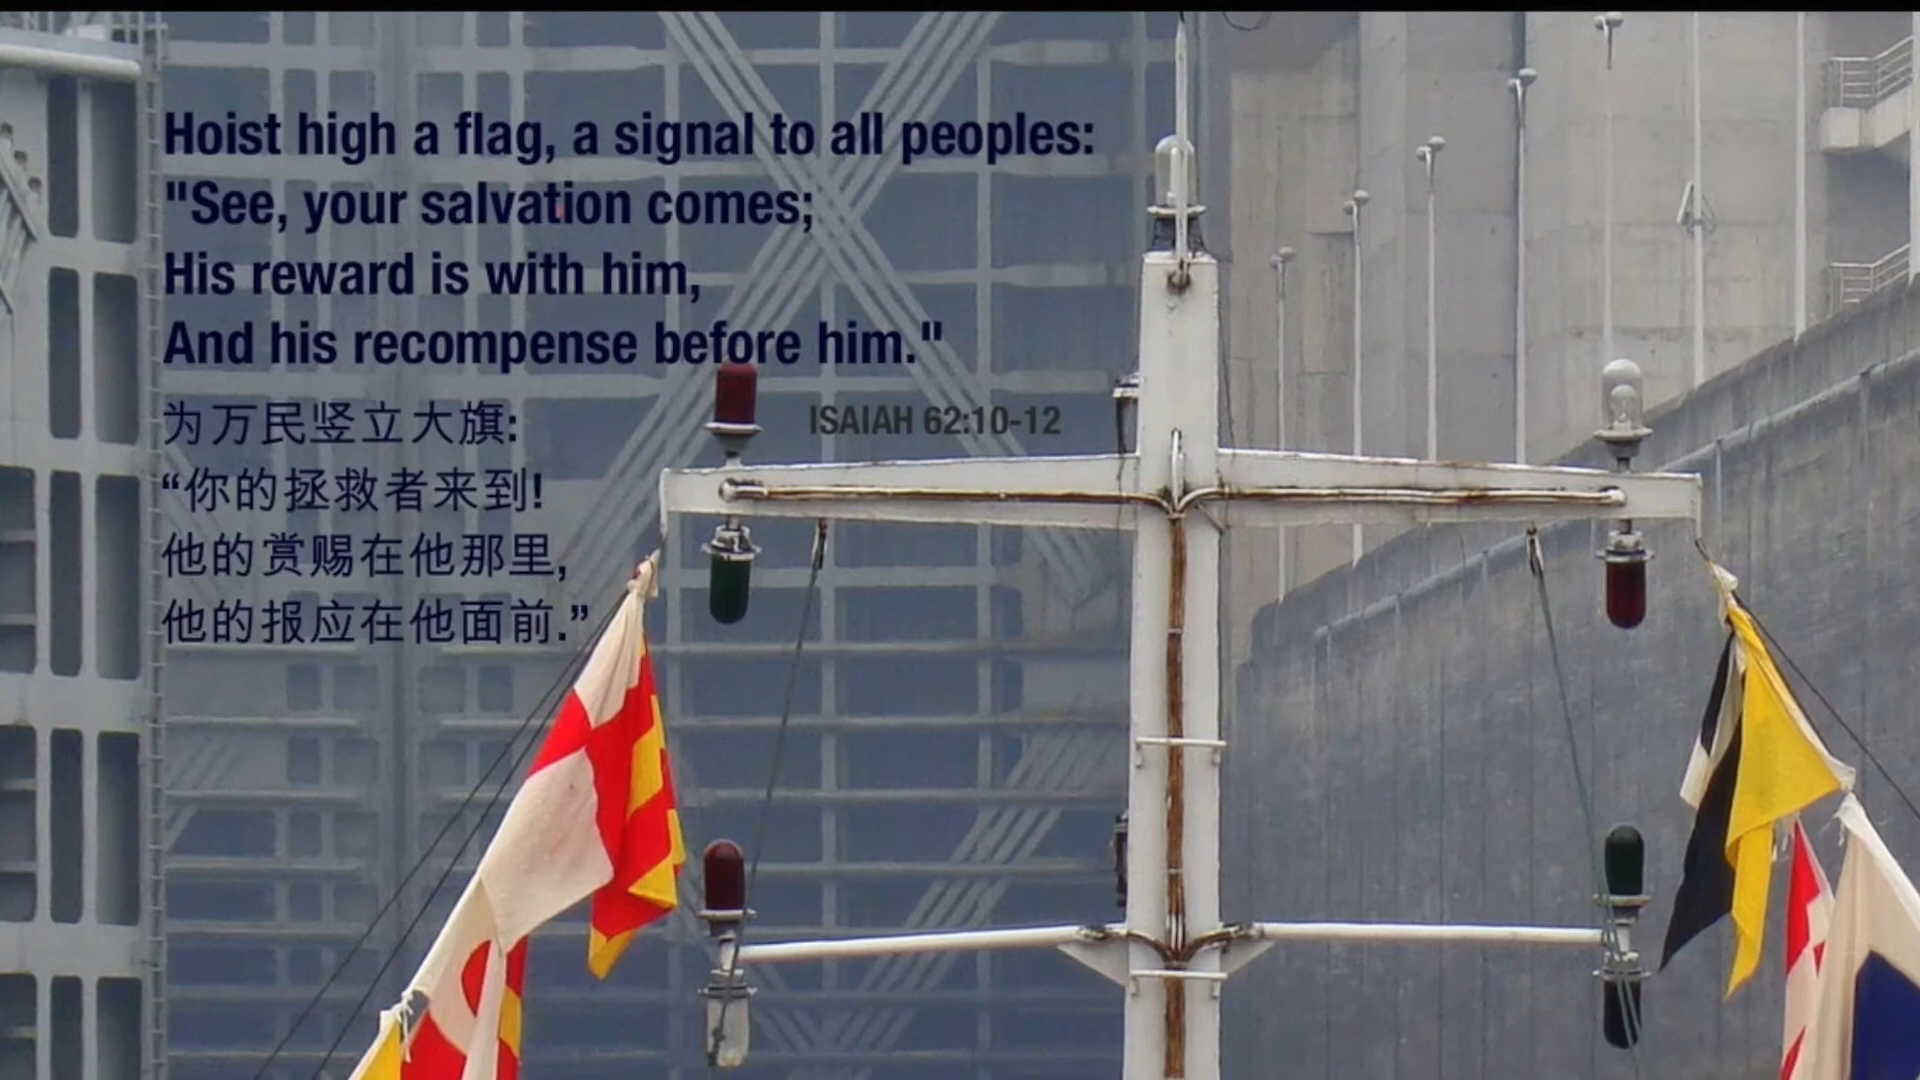 Hoist high a flag, a signal to all peoples:
"See, your salvation comes;
His reward is with him,
And his recompense before him."
为万民竖立大旗:
“你的拯救者来到!
他的赏赐在他那里,
他的报应在他面前.”
ISAIAH 62:10-12